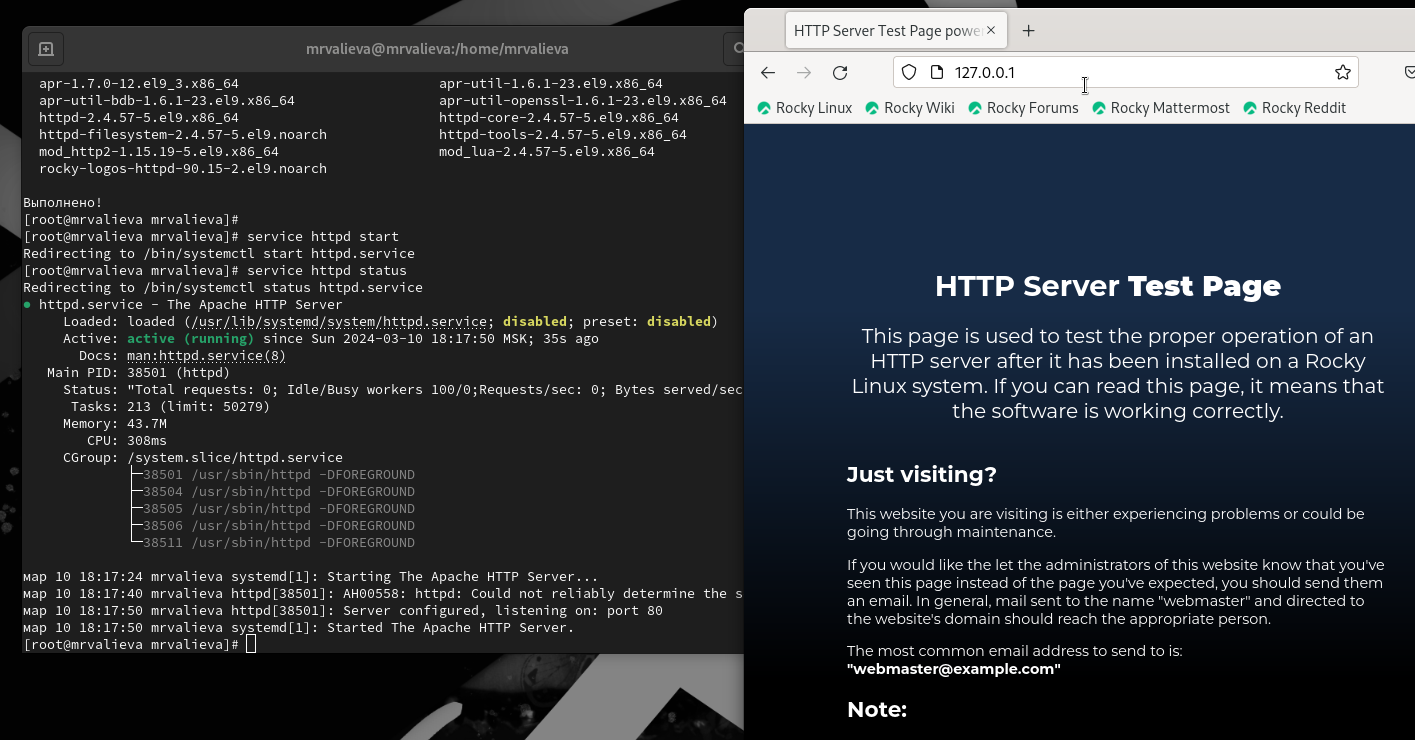 mrvalieva@mrvalieva:/home/mrvalieva
apr-1.7.0-12.el9_3.x86_64 apr-util-1.6.1-23.el9.x86_64
apr-util-bdb-1.6.1-23.el9.x86_64 apr-util-openssl-1.6.1-23.el9.x86_64
httpd-2.4.57-5.el9.x86_64 httpd-core-2.4.57-5.el9.x86_64
httpd-filesystem-2.4.57-5.el9.noarch httpd-tools-2.4.57-5.el9.x86_64
mod_http2-1.15.19-5.el9.x86_64 mod_lua-2.4.57-5.el9.x86_64
rocky-logos-httpd-90.15-2.el9.noarch
Выполнено!
[root@mrvalieva mrvalieva]#
[root@mrvalieva mrvalieva]# service httpd start
Redirecting to /bin/systemctl start httpd.service
[root@mrvalieva mrvalieva]# service httpd status
Redirecting to /bin/systemctl status httpd.service
● httpd.service - The Apache HTTP Server
Loaded: loaded (/usr/lib/systemd/system/httpd.service; disabled; preset: disabled)
Active: active (running) since Sun 2024-03-10 18:17:50 MSK; 35s ago
Docs: man:httpd.service(8)
Main PID: 38501 (httpd)
Status: "Total requests: 0; Idle/Busy workers 100/0;Requests/sec: 0; Bytes served/sec
Tasks: 213 (limit: 50279)
Memory: 43.7M
CPU: 308ms
CGroup: /system.slice/httpd.service
├─38501 /usr/sbin/httpd -DFOREGROUND
├─38504 /usr/sbin/httpd -DFOREGROUND
├─38505 /usr/sbin/httpd -DFOREGROUND
├─38506 /usr/sbin/httpd -DFOREGROUND
└─38511 /usr/sbin/httpd -DFOREGROUND
мар 10 18:17:24 mrvalieva systemd[1]: Starting The Apache HTTP Server...
мар 10 18:17:40 mrvalieva httpd[38501]: AH00558: httpd: Could not reliably determine the s
мар 10 18:17:50 mrvalieva httpd[38501]: Server configured, listening on: port 80
мар 10 18:17:50 mrvalieva systemd[1]: Started The Apache HTTP Server.
[root@mrvalieva mrvalieva]#
HTTP Server Test Page powe
127.0.0.1
Rocky Linux Rocky Wiki Rocky Forums Rocky Mattermost Rocky Reddit
HTTP Server Test Page
This page is used to test the proper operation of an
HTTP server after it has been installed on a Rocky
Linux system. If you can read this page, it means that
the software is working correctly.
Just visiting?
This website you are visiting is either experiencing problems or could be
going through maintenance.
If you would like the let the administrators of this website know that you've
seen this page instead of the page you've expected, you should send them
an email. In general, mail sent to the name "webmaster" and directed to
the website's domain should reach the appropriate person.
The most common email address to send to is:
"webmaster@example.com"
Note: